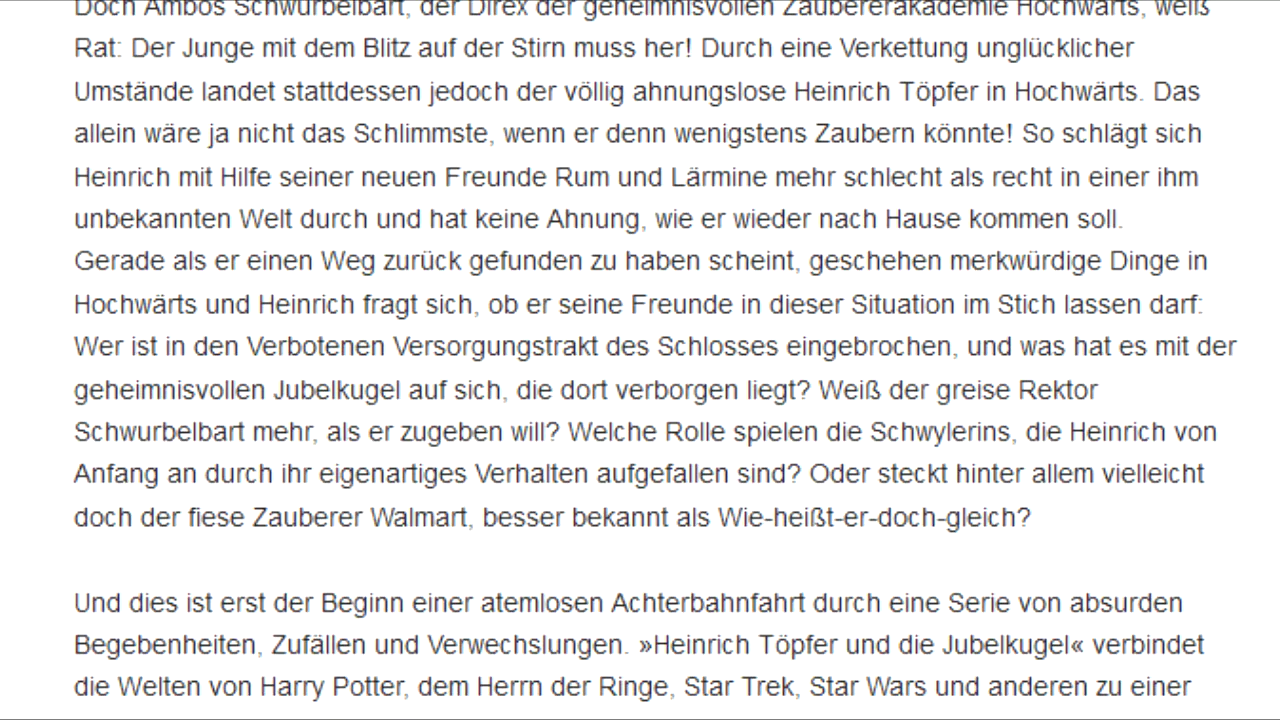 Doch Ambos Schwurbelbart, der Direx der geheimnisvollen Zaubererakademie Hochwärts, weiß
Rat: Der Junge mit dem Blitz auf der Stirn muss her! Durch eine Verkettung unglücklicher
Umstände landet stattdessen jedoch der völlig ahnungslose Heinrich Töpfer in Hochwärts. Das
allein wäre ja nicht das Schlimmste, wenn er denn wenigstens Zaubern könnte! So schlägt sich
Heinrich mit Hilfe seiner neuen Freunde Rum und Lärmine mehr schlecht als recht in einer ihm
unbekannten Welt durch und hat keine Ahnung, wie er wieder nach Hause kommen soll.
Gerade als er einen Weg zurück gefunden zu haben scheint, geschehen merkwürdige Dinge in
Hochwärts und Heinrich fragt sich, ob er seine Freunde in dieser Situation im Stich lassen darf:
Wer ist in den Verbotenen Versorgungstrakt des Schlosses eingebrochen, und was hat es mit der
geheimnisvollen Jubelkugel auf sich, die dort verborgen liegt? Weiß der greise Rektor
Schwurbelbart mehr, als er zugeben will? Welche Rolle spielen die Schwylerins, die Heinrich von
Anfang an durch ihr eigenartiges Verhalten aufgefallen sind? Oder steckt hinter allem vielleicht
doch der fiese Zauberer Walmart, besser bekannt als Wie-heißt-er-doch-gleich?
Und dies ist erst der Beginn einer atemlosen Achterbahnfahrt durch eine Serie von absurden
Begebenheiten, Zufällen und Verwechslungen. »Heinrich Töpfer und die Jubelkugel« verbindet
die Welten von Harry Potter, dem Herrn der Ringe, Star Trek, Star Wars und anderen zu einer